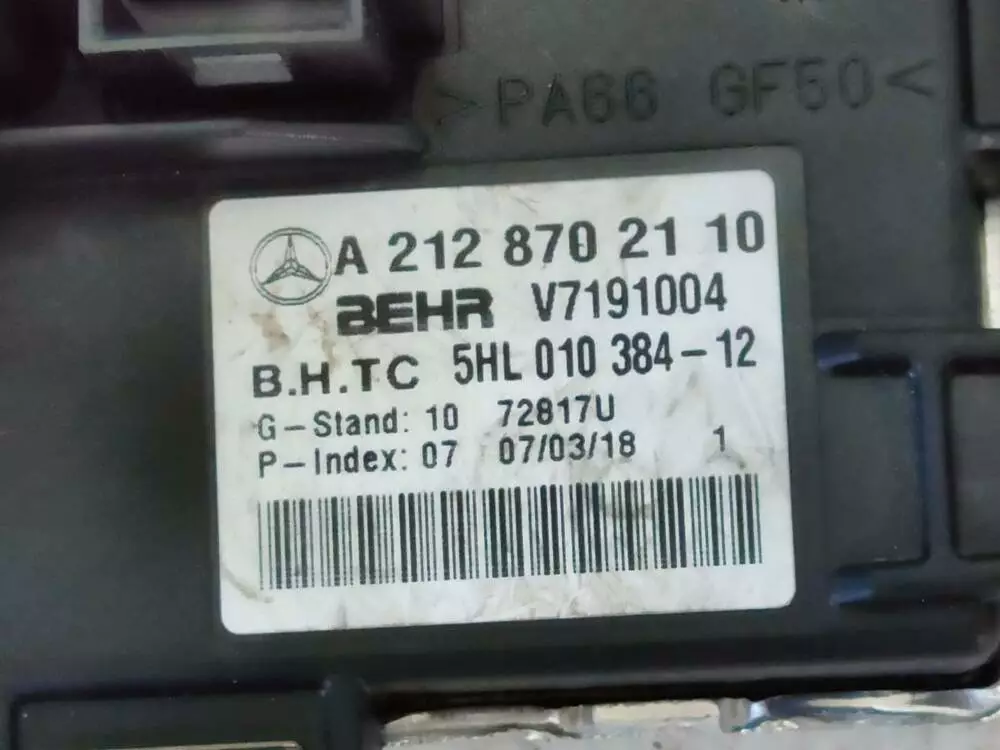 >PA66 GF50<
A 212 870 21 10
BEHR V7191004
B.H.TC 5HL 010 384-12
G-Stand: 10 72817U
P-Index: 07 07/03/18 1